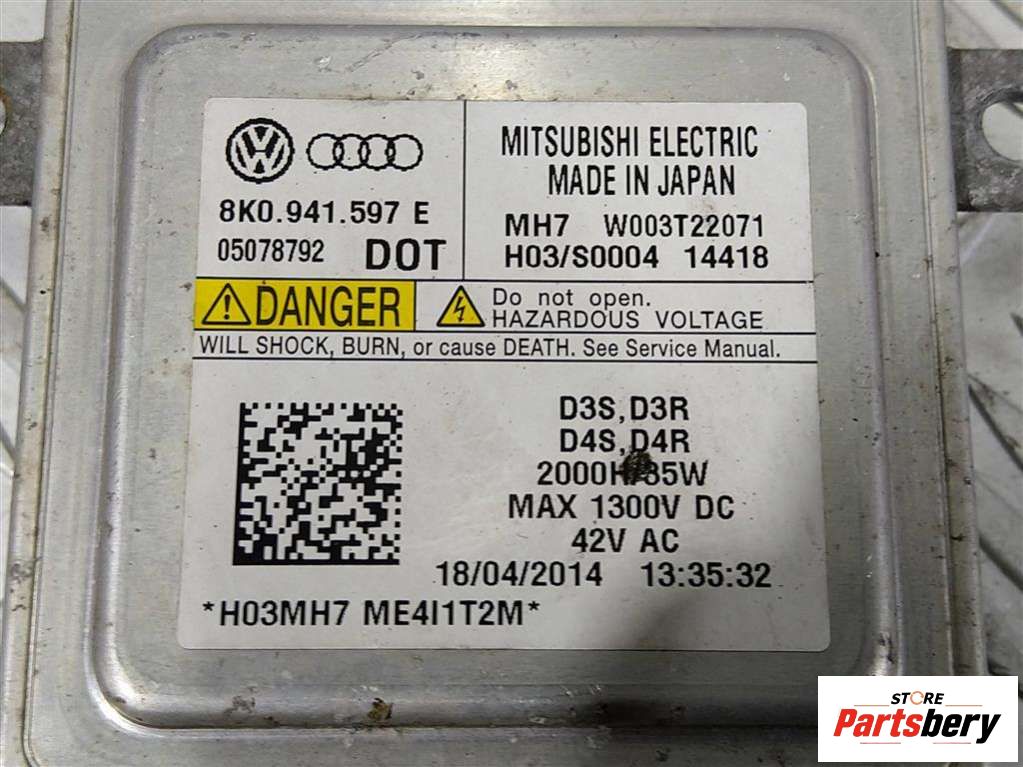 8K0.941.597 E
05078792 DOT
MITSUBISHI ELECTRIC
MADE IN JAPAN
MH7 W003T22071
H03/S0004 14418
DANGER
Do not open.
HAZARDOUS VOLTAGE
WILL SHOCK, BURN, or cause DEATH. See Service Manual.
D3S,D3R
D4S,D4R
MAX 1300V DC
42V AC
18/04/2014 13:35:32
*H03MH7 ME4I1T2M*
STORE
Partsbery